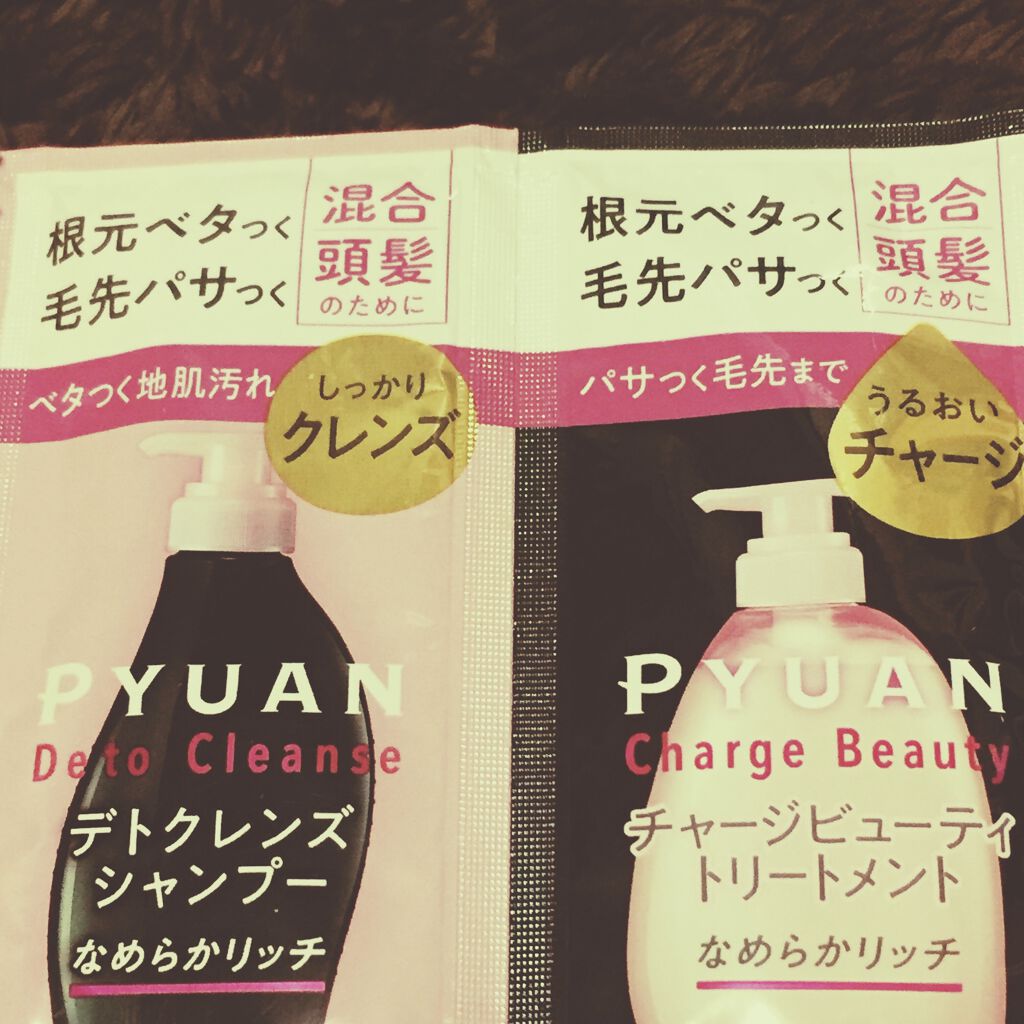 根元ベタつく
毛先パサつく
混合
頭髪
のために
ベタつく地肌汚れ
しっかり
クレンズ
PYUAN
Deto Cleanse
デトクレンズ
シャンプー
なめらかリッチ
根元ベタつく
毛先パサつく
混合
頭髪
のために
パサつく毛先まで
うるおい
チャージ
PYUAN
Charge Beauty
チャージビューティ
トリートメント
なめらかリッチ